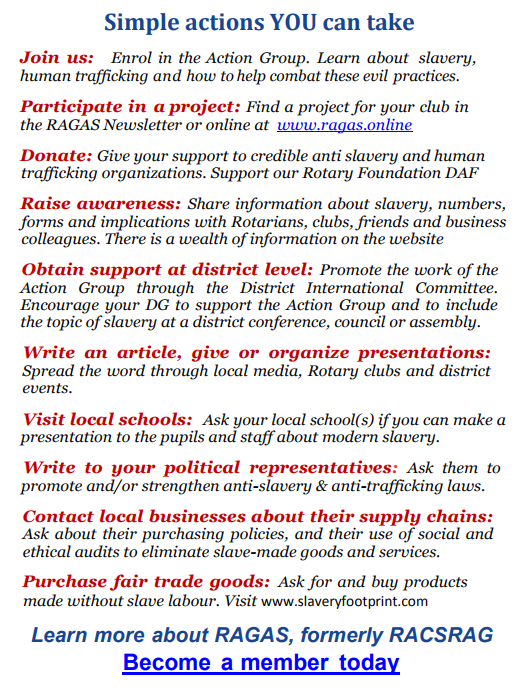 Simple actions YOU can take
Join us: Enrol in the Action Group. Learn about slavery,
human trafficking and how to help combat these evil practices.
Participate in a project: Find a project for your club in
the RAGAS Newsletter or online at www.ragas.online
Donate: Give your support to credible anti slavery and human
trafficking organizations. Support our Rotary Foundation DAF
Raise awareness: Share information about slavery, numbers,
forms and implications with Rotarians, clubs, friends and business
colleagues. There is a wealth of information on the website
Obtain support at district level: Promote the work of the
Action Group through the District International Committee.
Encourage your DG to support the Action Group and to include
the topic of slavery at a district conference, council or assembly.
Write an article, give or organize presentations:
Spread the word through local media, Rotary clubs and district
events.
Visit local schools: Ask your local school(s) if you can make a
presentation to the pupils and staff about modern slavery.
Write to your political representatives: Ask them to
promote and/or strengthen anti-slavery & anti-trafficking laws.
Contact local businesses about their supply chains:
Ask about their purchasing policies, and their use of social and
ethical audits to eliminate slave-made goods and services.
Purchase fair trade goods: Ask for and buy products
made without slave labour. Visit www.slaveryfootprint.com
Learn more about RAGAS, formerly RACSRAG
Become a member today